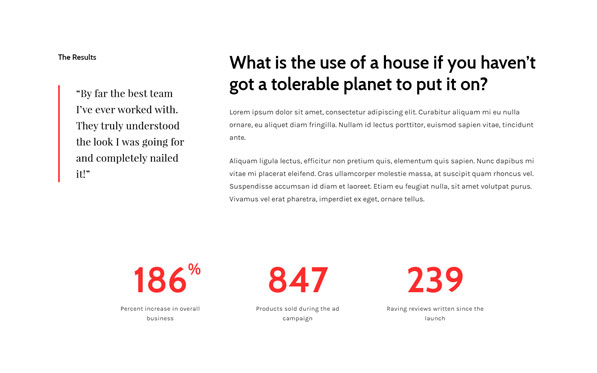 The Results
“By far the best team
I’ve ever worked with.
They truly understood
the look I was going for
and completely nailed
it!”
What is the use of a house if you haven’t
got a tolerable planet to put it on?
Lorem ipsum dolor sit amet, consectetur adipiscing elit. Curabitur aliquam mi eu nulla
ornare, eu aliquet diam fringilla. Nullam id lectus porttitor, euismod sapien vitae, tincidunt
ante.
Aliquam ligula lectus, efficitur non pretium quis, elementum quis sapien. Nunc dapibus mi
vitae mi placerat eleifend. Cras ullamcorper molestie massa, at suscipit quam rhoncus vel.
Suspendisse accumsan id diam et laoreet. Etiam eu feugiat nulla, sit amet volutpat purus.
Vivamus vel erat pharetra, imperdiet ex eget, ornare tellus.
186%
Percent increase in overall
business
847
Products sold during the ad
campaign
239
Raving reviews written since the
launch